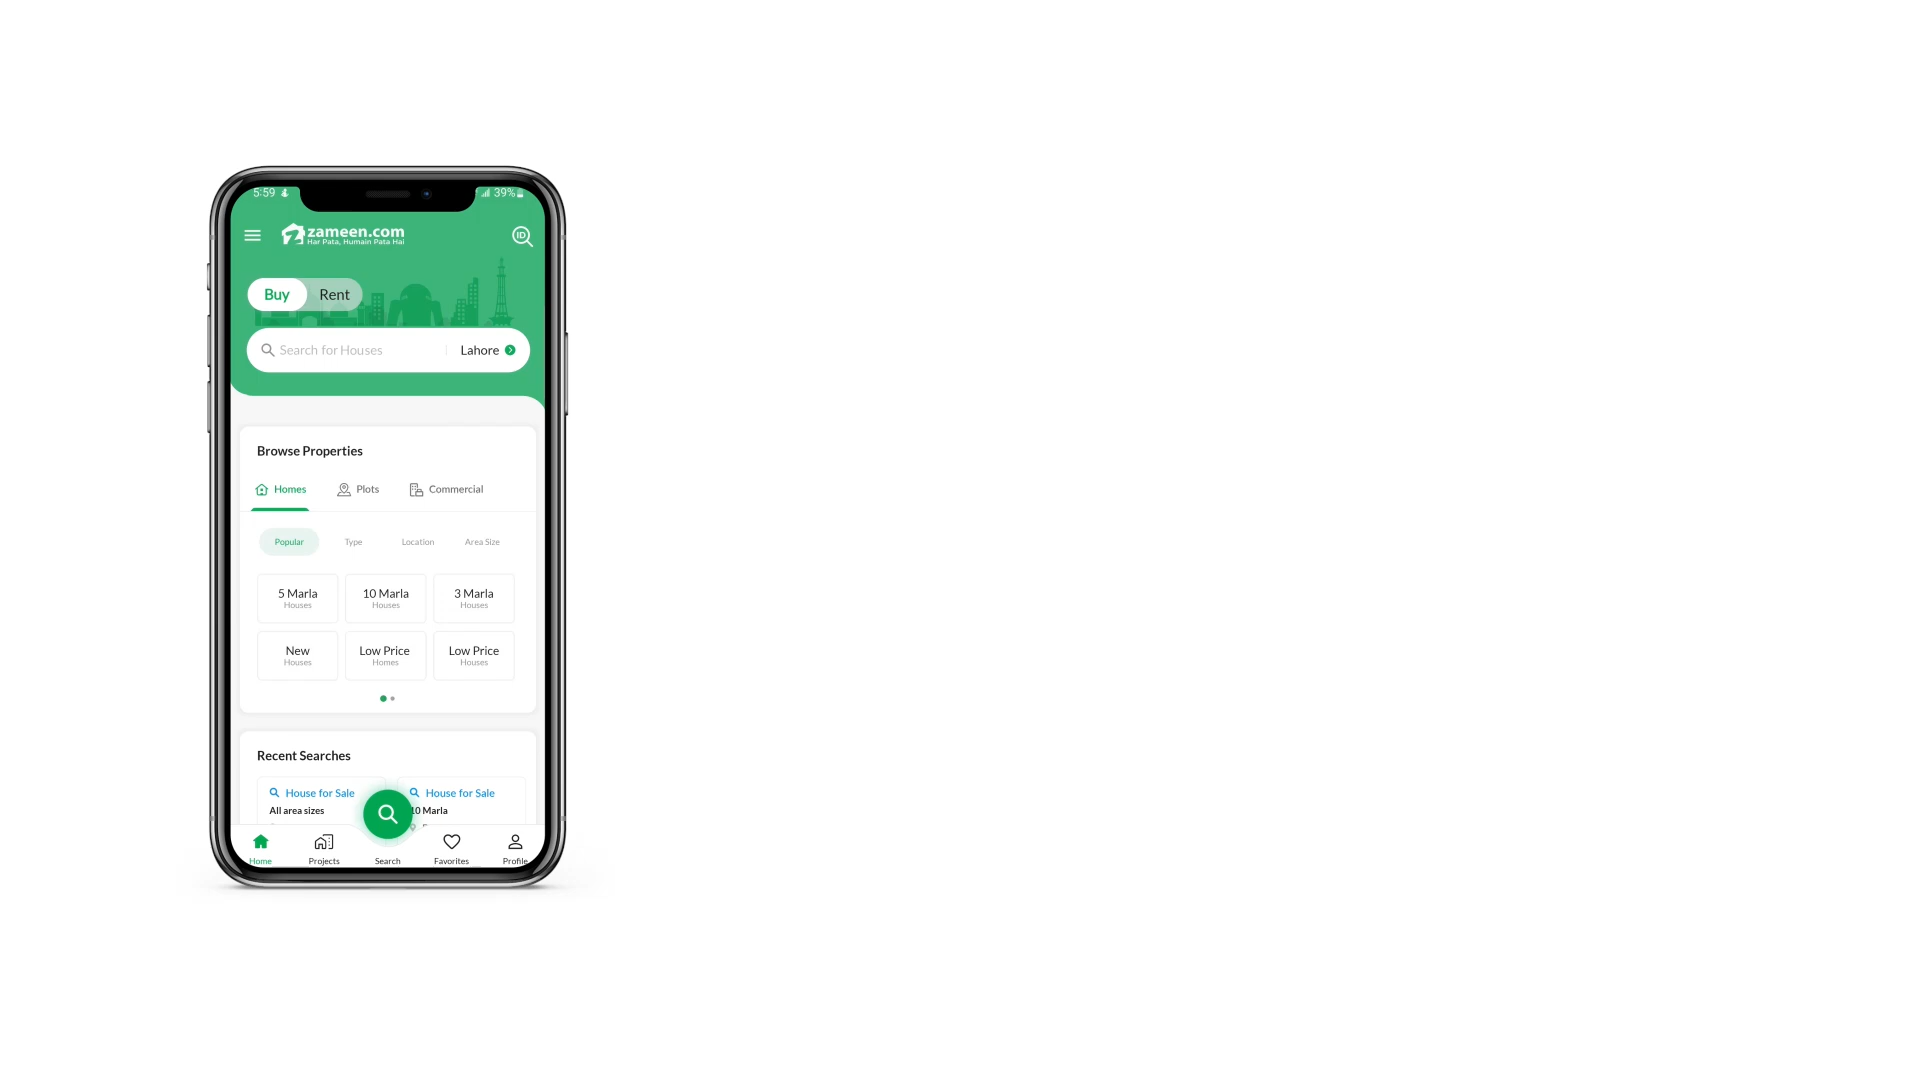 5:59
39%
zameen.com
Har Pata, Humain Pata Hai
ID
Buy
Rent
Search for Houses
Lahore
Browse Properties
Homes
Plots
Commercial
Popular
Type
Location
Area Size
5 Marla
Houses
10 Marla
Houses
3 Marla
Houses
New
Houses
Low Price
Homes
Low Price
Houses
Recent Searches
House for Sale
All area sizes
House for Sale
10 Marla
Home
Projects
Search
Favorites
Profile